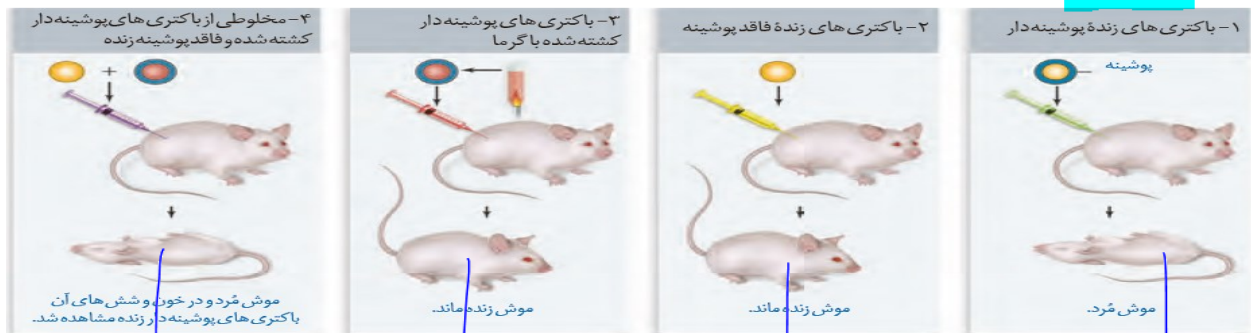 ۱- باکتری های زندهٔ پوشینه دار
پوشینه
موش مُرد.
۲- باکتری های زندهٔ فاقد پوشینه
موش زنده ماند.
۳- باکتری های پوشینه دار
کشته شده با گرما
موش زنده ماند.
۴- مخلوطی از باکتری های پوشینه دار
کشته شده و فاقد پوشینه زنده
+
موش مُرد و در خون و شش های آن
باکتری های پوشینه دار زنده مشاهده شد.